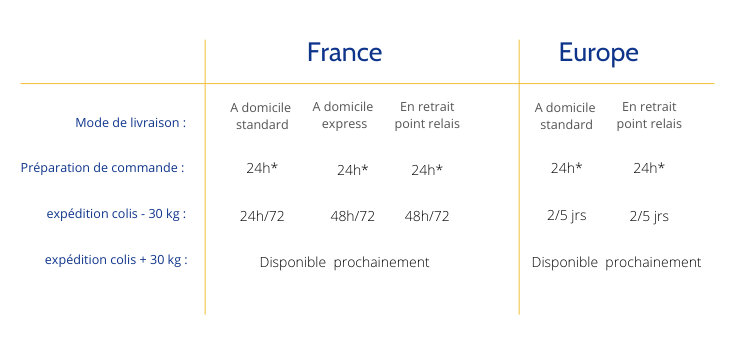 France Europe
Mode de livraison : A domicile standard A domicile express En retrait point relais A domicile standard En retrait point relais
Préparation de commande : 24h* 24h* 24h* 24h* 24h*
expédition colis - 30 kg : 24h/72 48h/72 48h/72 2/5 jrs 2/5 jrs
expédition colis + 30 kg : Disponible prochainement Disponible prochainement